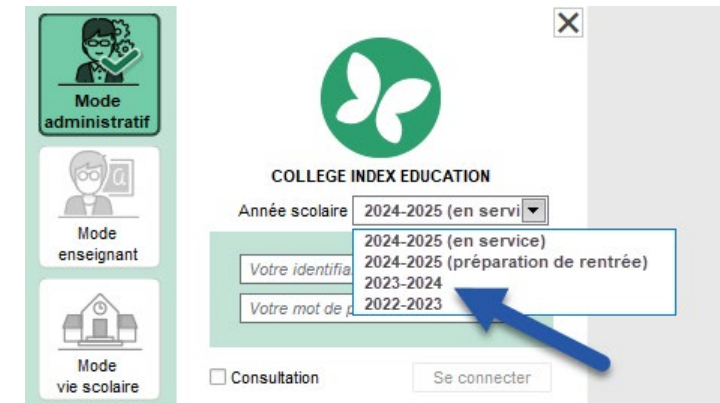 Mode
administratif
Mode
enseignant
Mode
vie scolaire
COLLEGE INDEX EDUCATION
Année scolaire 2024-2025 (en servi
2024-2025 (en service)
2024-2025 (préparation de rentrée)
2023-2024
2022-2023
Votre identifia
Votre mot de p
Consultation
Se connecter